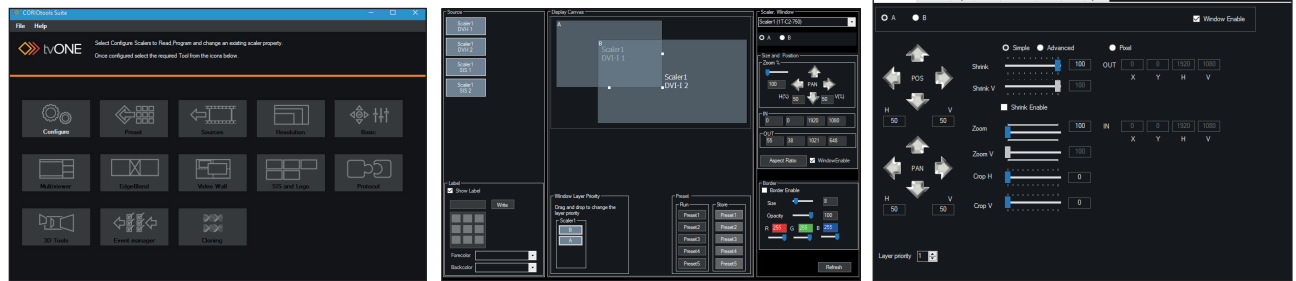 CORIOtools Suite
File Help
tvONE
Select Configure Scalers to Read,Program and change an existing scaler property.
Once configured select the required Tool from the icons below.
Configure Preset Sources Resolution Basic
Multiviewer EdgeBlend Video Wall SIS and Logo Protocol
3D Tools Event manager Cloning
Source
Scaler1
DVI-I 1
Scaler1
DVI-I 2
Scaler1
SIS 1
Scaler1
SIS 2
Label
Show Label
Write
Forecolor
Backcolor
Display Canvas
A
B
Scaler1
DVI-I 1
Scaler1
DVI-I 2
Window Layer Priority
Drag and drop to change the
layer priority
Scaler1
B
A
Preset
Run Store
Preset1 Preset1
Preset2 Preset2
Preset3 Preset3
Preset4 Preset4
Preset5 Preset5
Scaler, Window
Scaler1 (1T-C2-750)
A B
Size and Position
Zoom %
100 PAN
H(%) 50 50 V(%)
IN
0 0 1920 1080
OUT
55 38 1021 648
Aspect Ratio WindowEnable
Border
Border Enable
Size 8
Opacity 100
R 255 G 255 B 255
Refresh
A B Window Enable
Simple Advanced Pixel
POS
Shrink 100 OUT 0 0 1920 1080
X Y H V
Shrink V 100
Shrink Enable
H V
50 50
Zoom 100 IN 0 0 1920 1080
X Y H V
Zoom V 100
PAN
Crop H 0
H V
50 50
Crop V 0
Layer priority 1